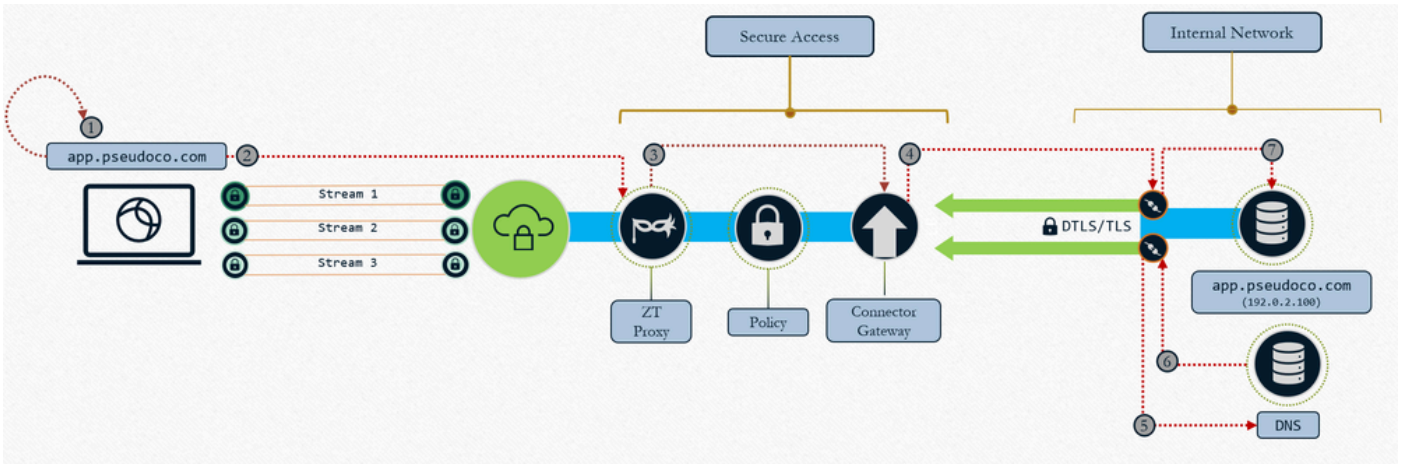 Secure Access
Internal Network
1
app.pseudoco.com
2
3
4
7
Stream 1
Stream 2
Stream 3
DTLS/TLS
app.pseudoco.com
(192.0.2.100)
ZT
Proxy
Policy
Connector
Gateway
6
5
DNS